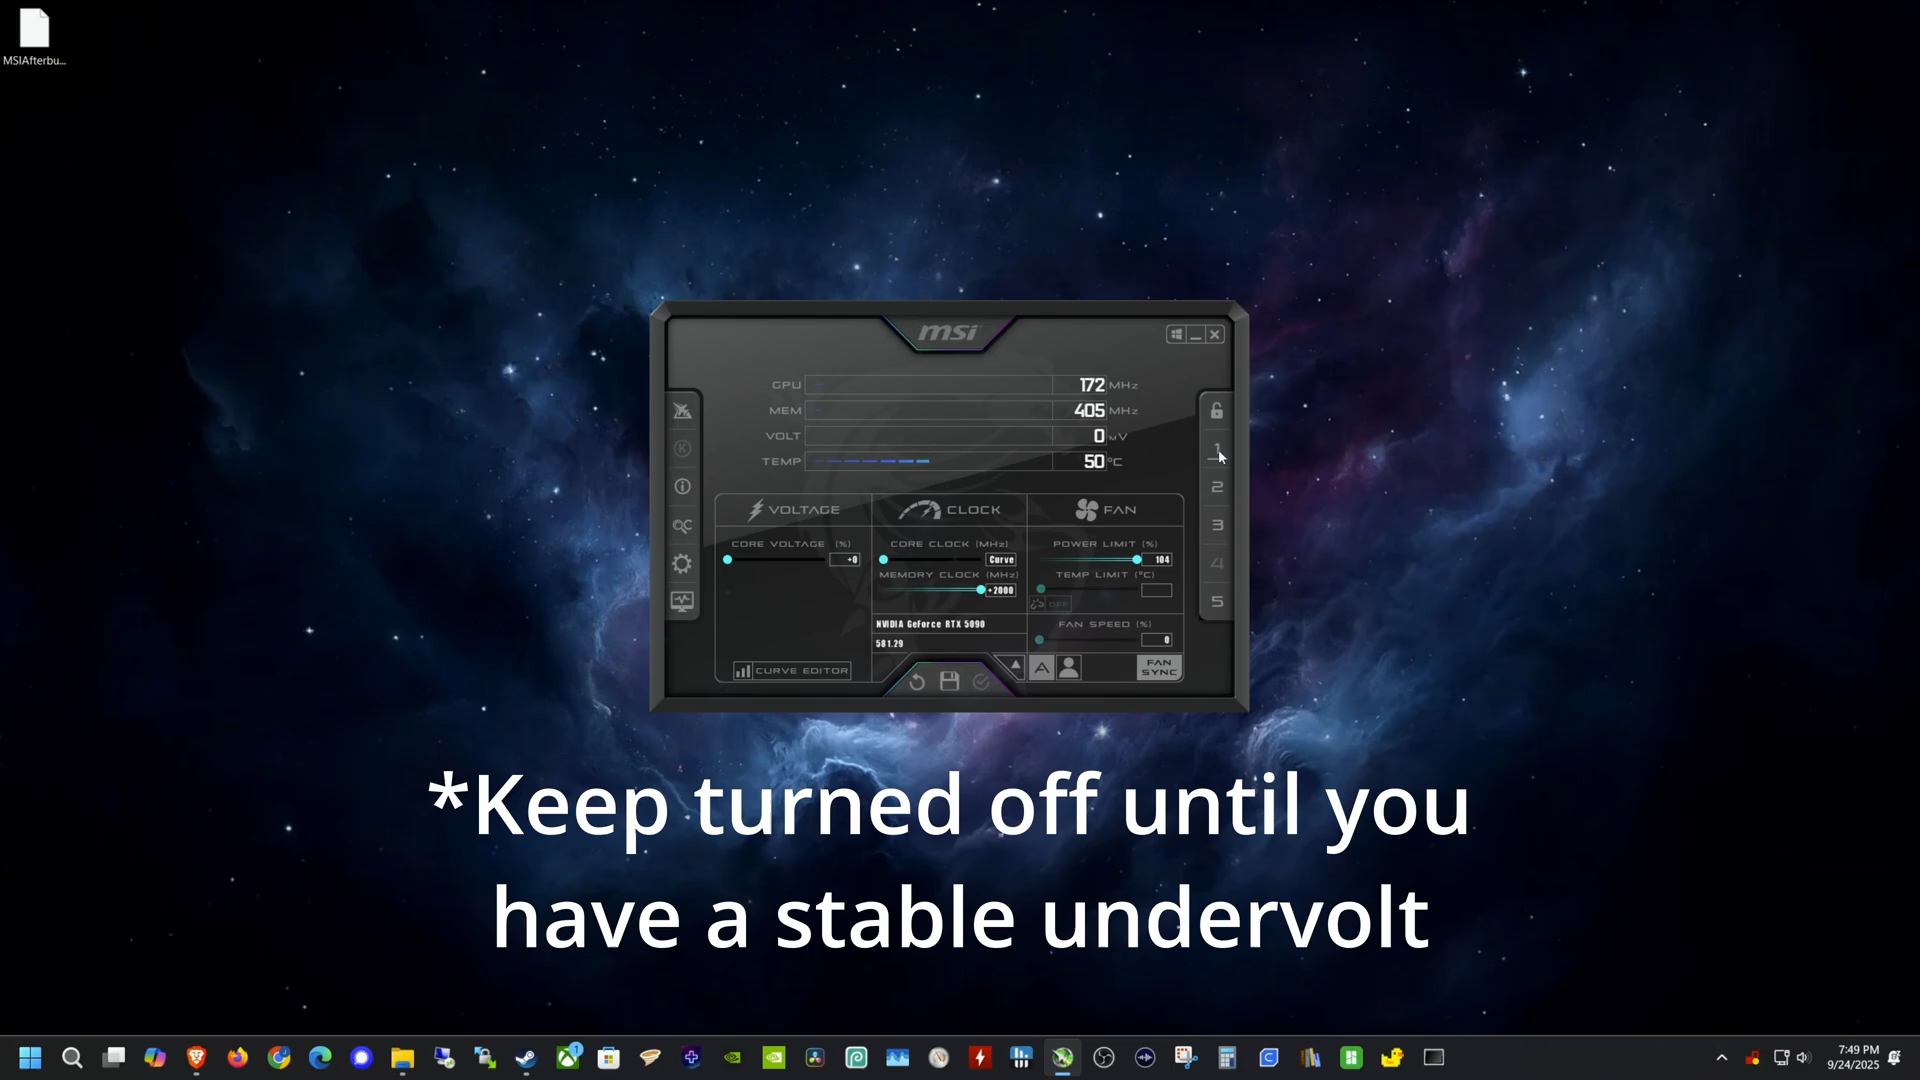 MSIAfterbu...
msi
GPU 172 MHz
MEM 405 MHz
VOLT 0 MV
TEMP 50 °C
K
1
2
3
4
5
VOLTAGE
CLOCK
FAN
CORE VOLTAGE (%)
+0
CORE CLOCK (MHz)
Curve
MEMORY CLOCK (MHz)
+2000
POWER LIMIT (%)
104
TEMP LIMIT (°C)
OFF
NVIDIA GeForce RTX 5090
581.29
FAN SPEED (%)
0
CURVE EDITOR
A
FAN
SYNC
*Keep turned off until you
have a stable undervolt
1
7:49 PM
9/24/2025